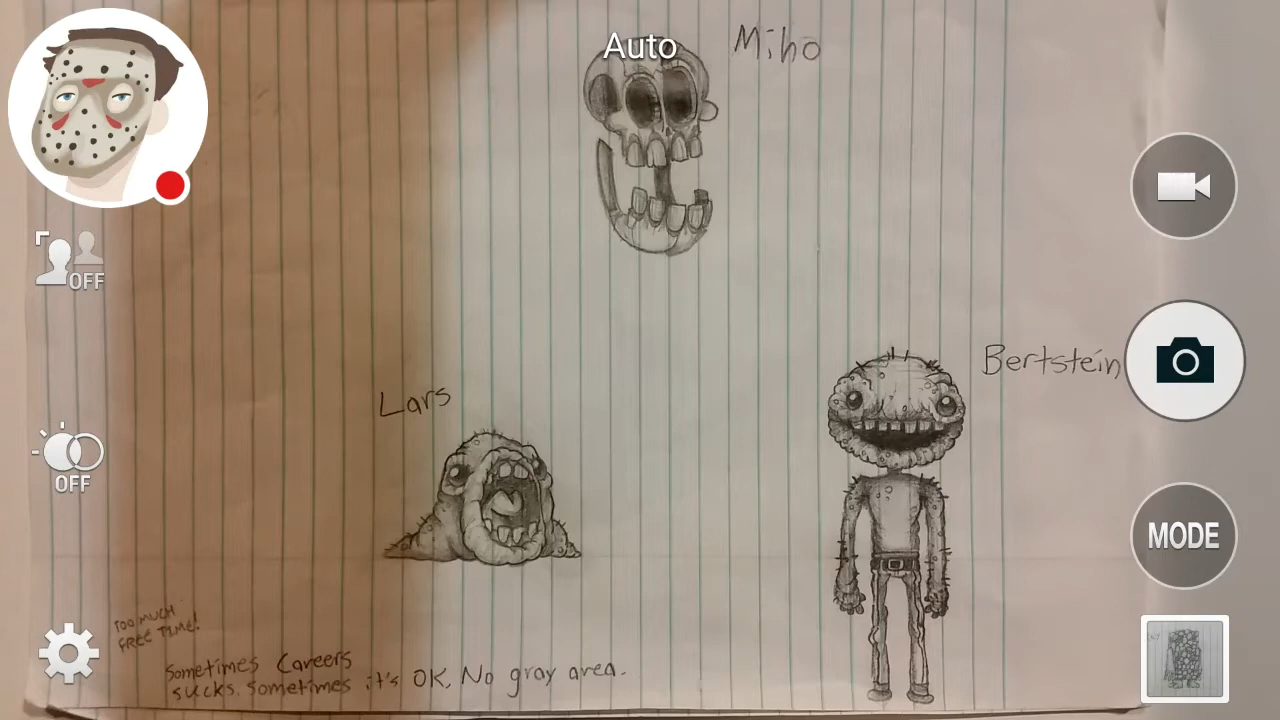 Auto
Miho
OFF
Bertstein
Lars
OFF
MODE
TOO MUCH
FREE TIME!
Sometimes Careers
sucks. Sometimes it's OK. No gray area.